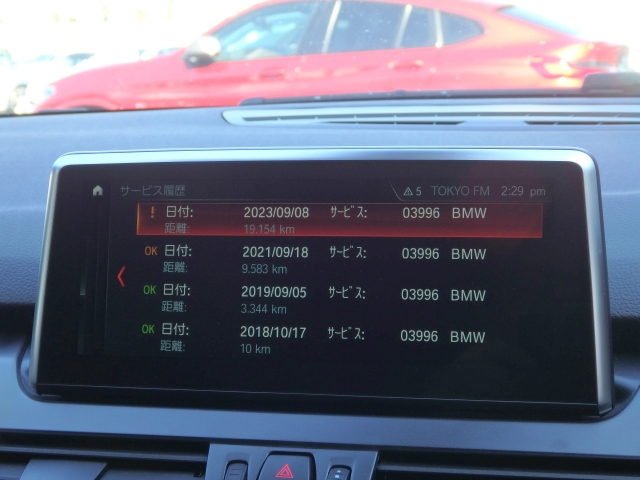 サービス履歴 5 TOKYO FM 2:29 pm
! 日付: 2023/09/08 ｻｰﾋﾞｽ: 03996 BMW
距離: 19.154 km
OK 日付: 2021/09/18 ｻｰﾋﾞｽ: 03996 BMW
距離: 9.583 km
OK 日付: 2019/09/05 ｻｰﾋﾞｽ: 03996 BMW
距離: 3.344 km
OK 日付: 2018/10/17 ｻｰﾋﾞｽ: 03996 BMW
距離: 10 km